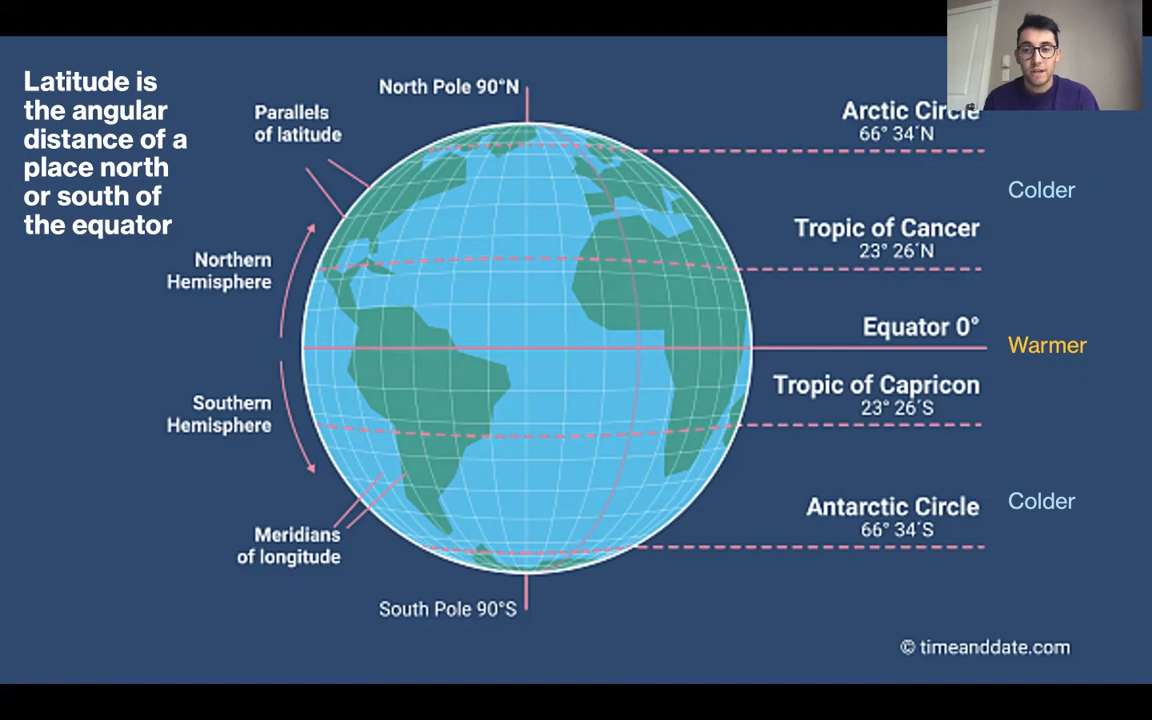 Latitude is
the angular
distance of a
place north
or south of
the equator
North Pole 90°N
Parallels
of latitude
Arctic Circle
66° 34´N
Colder
Tropic of Cancer
23° 26´N
Northern
Hemisphere
Equator 0°
Warmer
Tropic of Capricon
23° 26´S
Southern
Hemisphere
Colder
Antarctic Circle
66° 34´S
Meridians
of longitude
South Pole 90°S
© timeanddate.com